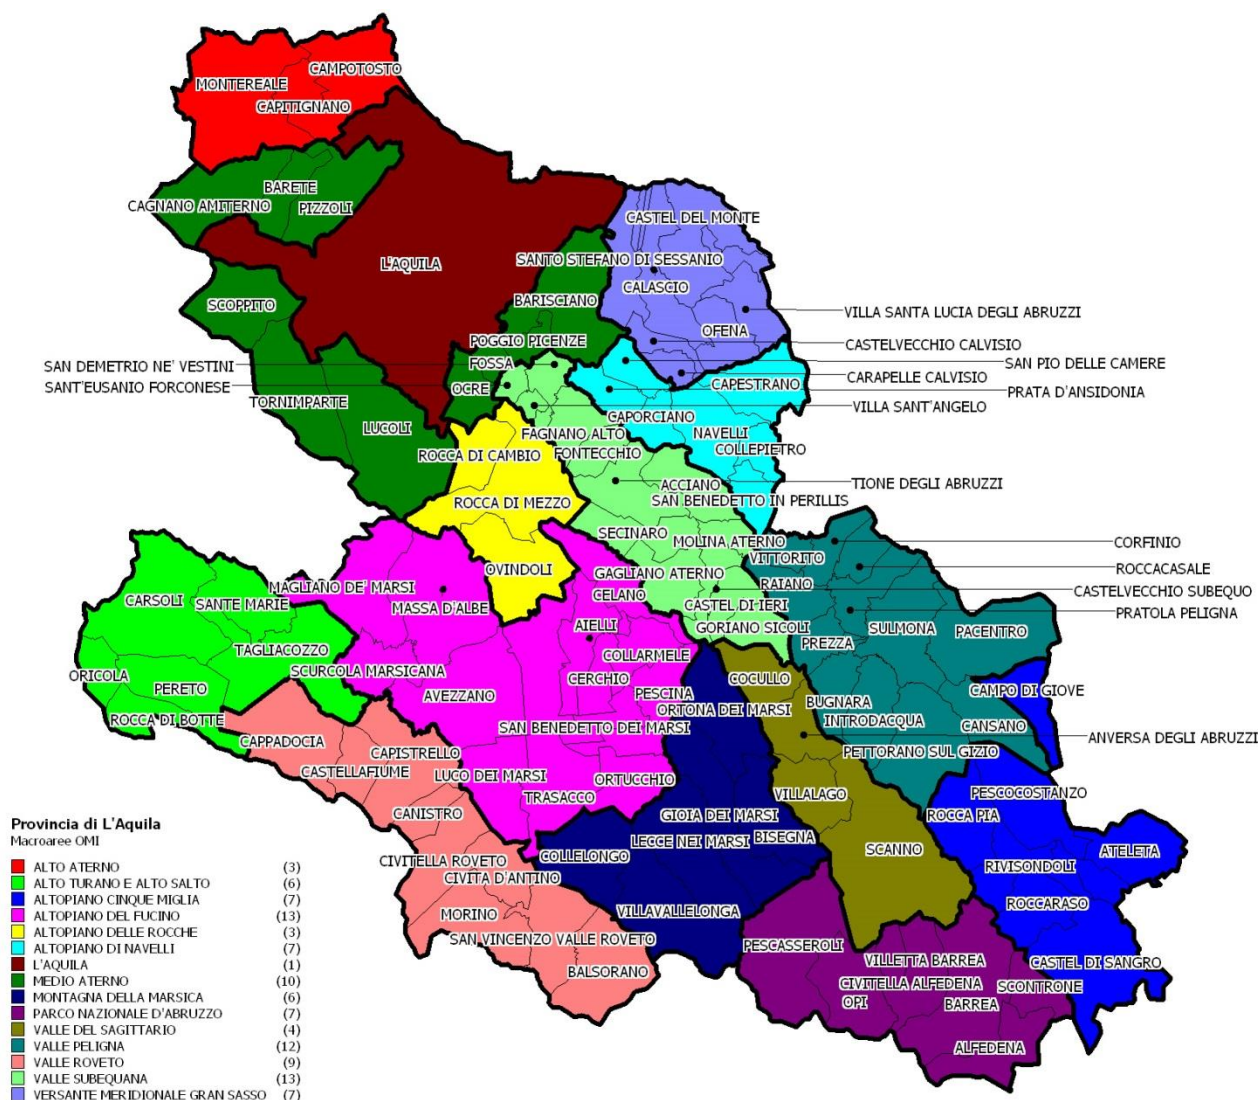 CAMPOTOSTO
MONTEREALE
CAPITIGNANO
BARETE
CAGNANO AMITERNO
PIZZOLI
CASTEL DEL MONTE
L'AQUILA
SANTO STEFANO DI SESSANIO
CALASCIO
SCOPPITO
BARISCIANO
VILLA SANTA LUCIA DEGLI ABRUZZI
OFENA
POGGIO PICENZE
CASTELVECCHIO CALVISIO
SAN DEMETRIO NE' VESTINI
FOSSA
SAN PIO DELLE CAMERE
SANT'EUSANIO FORCONESE
OCRE
CAPESTRANO
CARAPELLE CALVISIO
PRATA D'ANSIDONIA
TORNIMPARTE
VILLA SANT'ANGELO
CAPORCIANO
LUCOLI
FAGNANO ALTO
NAVELLI
COLLEPIETRO
ROCCA DI CAMBIO
FONTECCHIO
ACCIANO
TIONE DEGLI ABRUZZI
ROCCA DI MEZZO
SAN BENEDETTO IN PERILLIS
SECINARO
MOLINA ATERNO
CORFINIO
VITTORITO
OVINDOLI
GAGLIANO ATERNO
RAIANO
ROCCACASALE
MAGLIANO DE' MARSI
CELANO
CASTELVECCHIO SUBEQUO
CARSOLI
SANTE MARIE
MASSA D'ALBE
CASTEL DI IERI
PRATOLA PELIGNA
AIELLI
GORIANO SICOLI
SULMONA
PACENTRO
TAGLIACOZZO
COLLARMELE
PREZZA
ORICOLA
SCURCOLA MARSICANA
CERCHIO
COCULLO
PERETO
AVEZZANO
PESCINA
CAMPO DI GIOVE
ORTONA DEI MARSI
BUGNARA
ROCCA DI BOTTE
SAN BENEDETTO DEI MARSI
INTRODACQUA
CANSANO
CAPPADOCIA
CAPISTRELLO
PETTORANO SUL GIZIO
ANVERSA DEGLI ABRUZZI
CASTELLAFIUME
LUCO DEI MARSI
ORTUCCHIO
TRASACCO
VILLALAGO
PESCOCOSTANZO
CANISTRO
GIOIA DEI MARSI
ROCCA PIA
LECCE NEI MARSI
BISEGNA
SCANNO
ATELETA
CIVITELLA ROVETO
COLLELONGO
RIVISONDOLI
CIVITA D'ANTINO
ROCCARASO
MORINO
VILLAVALLELONGA
SAN VINCENZO VALLE ROVETO
PESCASSEROLI
VILLETTA BARREA
CASTEL DI SANGRO
BALSORANO
CIVITELLA ALFEDENA
SCONTRONE
OPI
BARREA
ALFEDENA
Provincia di L'Aquila
Macroaree OMI
ALTO ATERNO (3)
ALTO TURANO E ALTO SALTO (6)
ALTOPIANO CINQUE MIGLIA (7)
ALTOPIANO DEL FUCINO (13)
ALTOPIANO DELLE ROCCHE (3)
ALTOPIANO DI NAVELLI (7)
L'AQUILA (1)
MEDIO ATERNO (10)
MONTAGNA DELLA MARSICA (6)
PARCO NAZIONALE D'ABRUZZO (7)
VALLE DEL SAGITTARIO (4)
VALLE PELIGNA (12)
VALLE ROVETO (9)
VALLE SUBEQUANA (13)
VERSANTE MERIDIONALE GRAN SASSO (7)